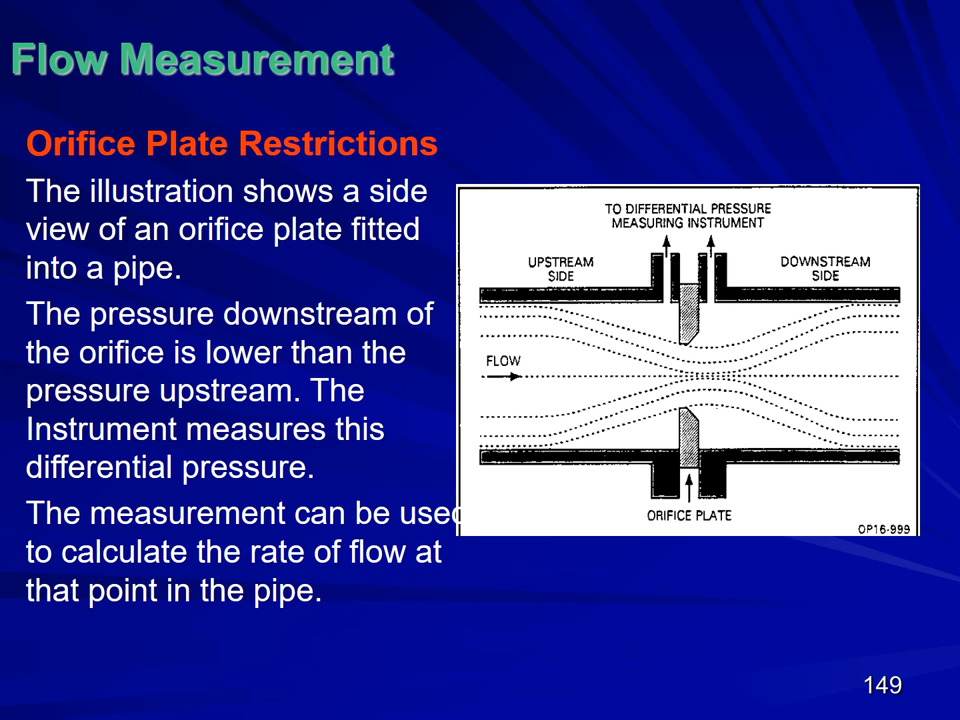 Flow Measurement
Orifice Plate Restrictions
The illustration shows a side
view of an orifice plate fitted
into a pipe.
The pressure downstream of
the orifice is lower than the
pressure upstream. The
Instrument measures this
differential pressure.
The measurement can be used
to calculate the rate of flow at
that point in the pipe.
TO DIFFERENTIAL PRESSURE
MEASURING INSTRUMENT
UPSTREAM
SIDE
DOWNSTREAM
SIDE
FLOW
ORIFICE PLATE
OP16-999
149